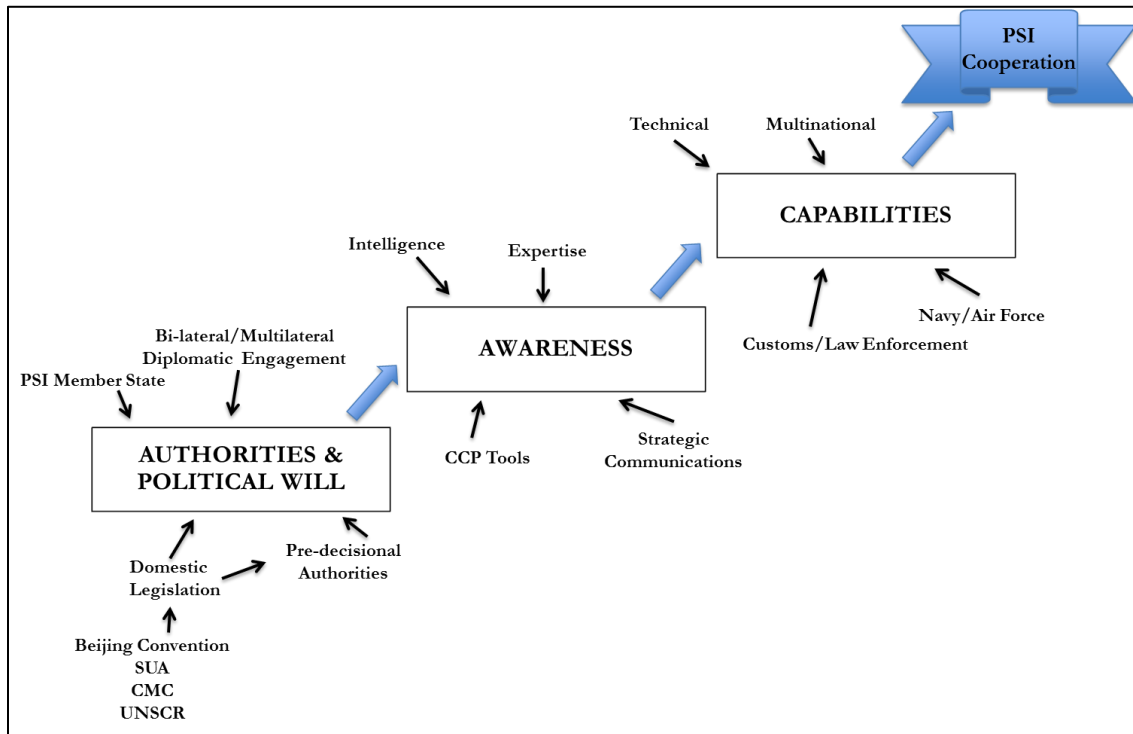 PSI
Cooperation
Technical
Multinational
CAPABILITIES
Intelligence
Expertise
Navy/Air Force
Customs/Law Enforcement
AWARENESS
Bi-lateral/Multilateral
Diplomatic Engagement
PSI Member State
CCP Tools
Strategic
Communications
AUTHORITIES &
POLITICAL WILL
Domestic
Legislation
Pre-decisional
Authorities
Beijing Convention
SUA
CMC
UNSCR